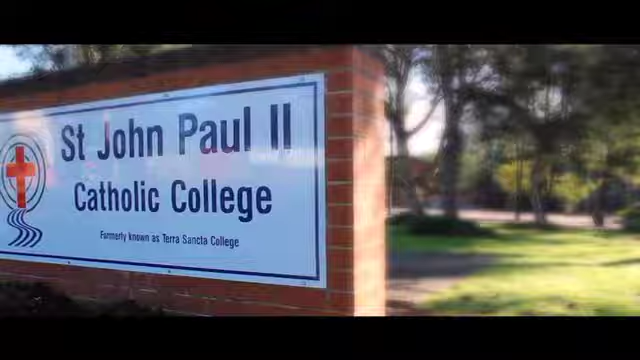 St John Paul II
Catholic College
Formerly known as Terra Sancta College